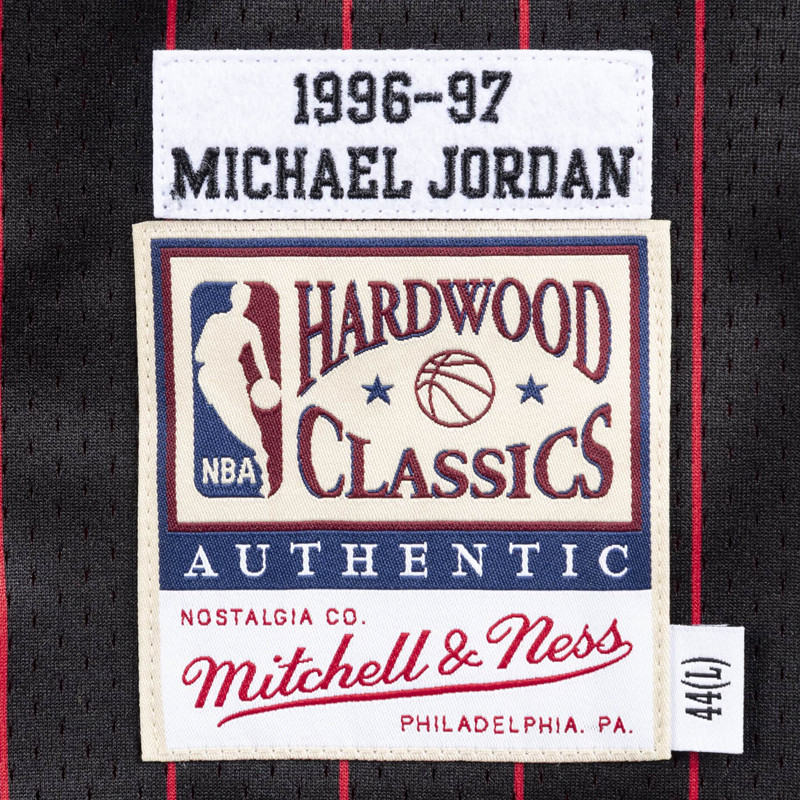 1996-97
MICHAEL JORDAN
HARDWOOD
CLASSICS
NBA
AUTHENTIC
NOSTALGIA CO.
Mitchell & Ness
PHILADELPHIA. PA.
44(L)